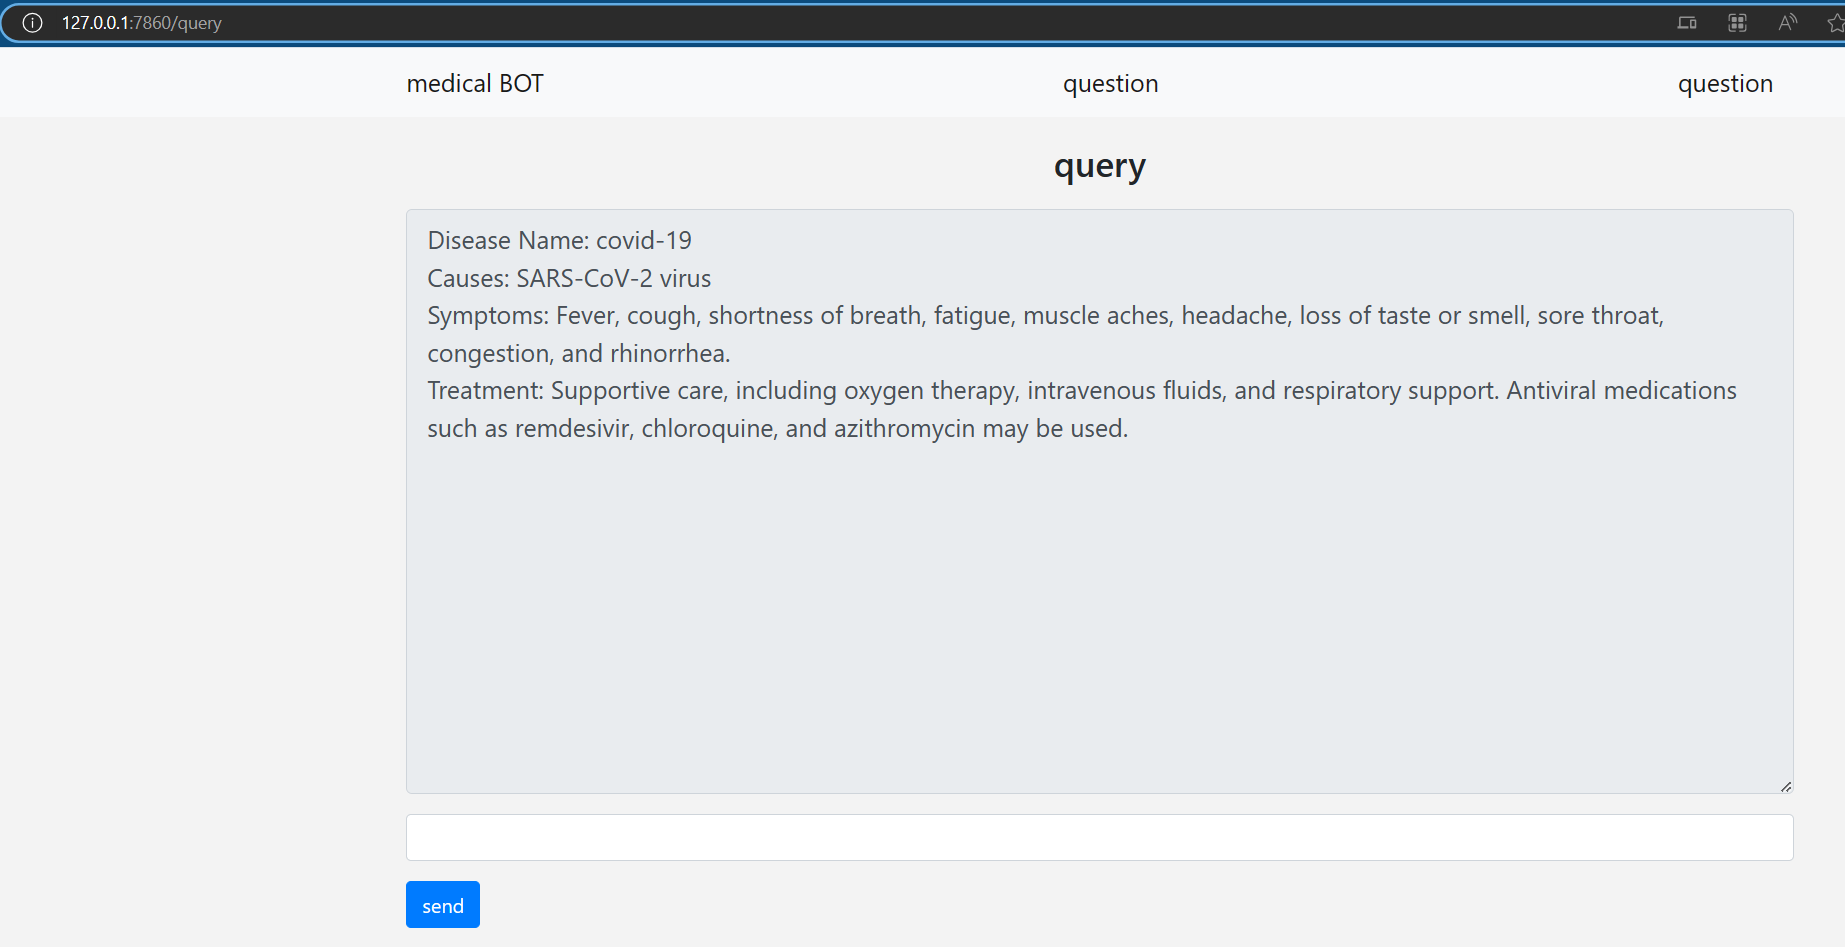 127.0.0.1:7860/query
medical BOT question question
query
Disease Name: covid-19
Causes: SARS-CoV-2 virus
Symptoms: Fever, cough, shortness of breath, fatigue, muscle aches, headache, loss of taste or smell, sore throat,
congestion, and rhinorrhea.
Treatment: Supportive care, including oxygen therapy, intravenous fluids, and respiratory support. Antiviral medications
such as remdesivir, chloroquine, and azithromycin may be used.
send